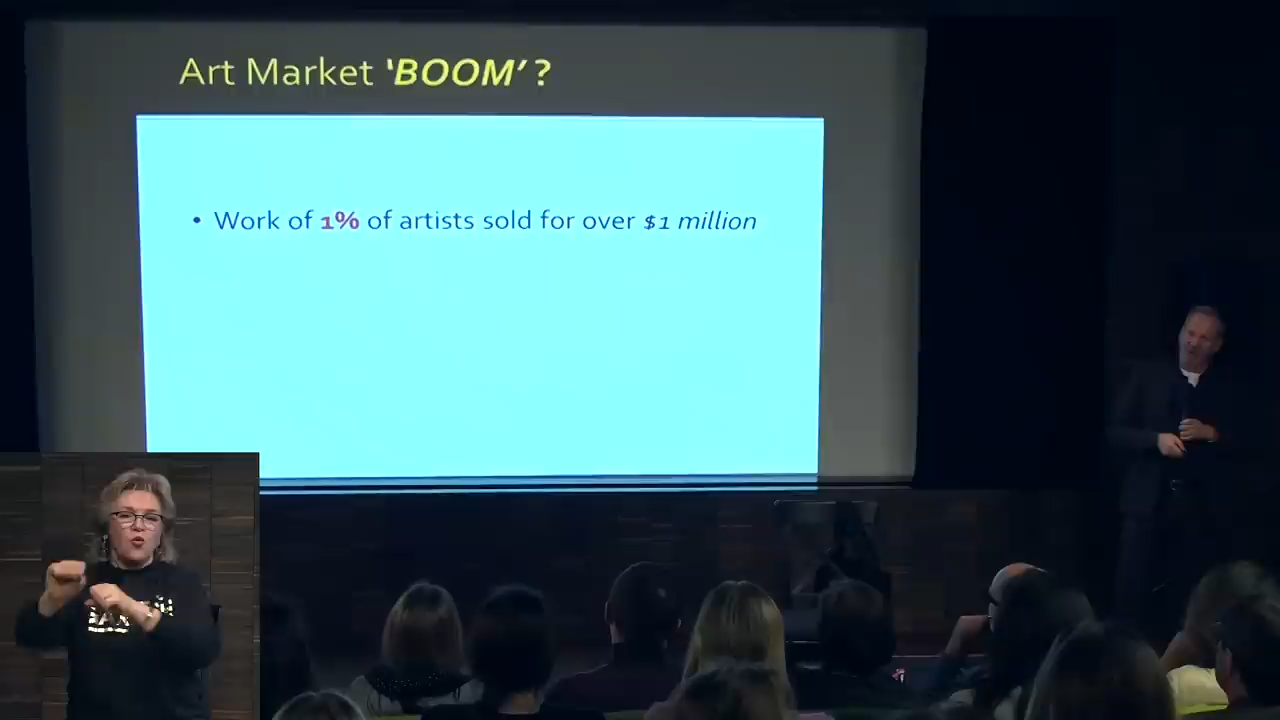 Art Market 'BOOM' ?
• Work of 1% of artists sold for over $1 million